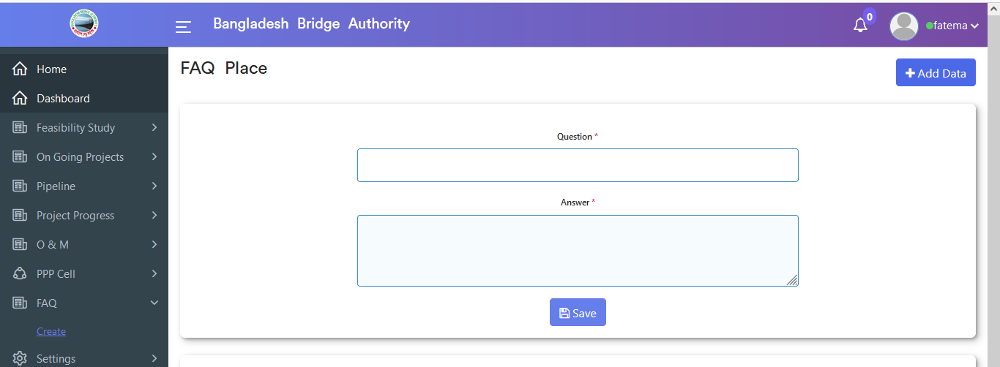 Bangladesh Bridge Authority
0
fatema
Home
Dashboard
Feasibility Study
On Going Projects
Pipeline
Project Progress
O & M
PPP Cell
FAQ
Create
Settings
FAQ Place
Add Data
Question *
Answer *
Save